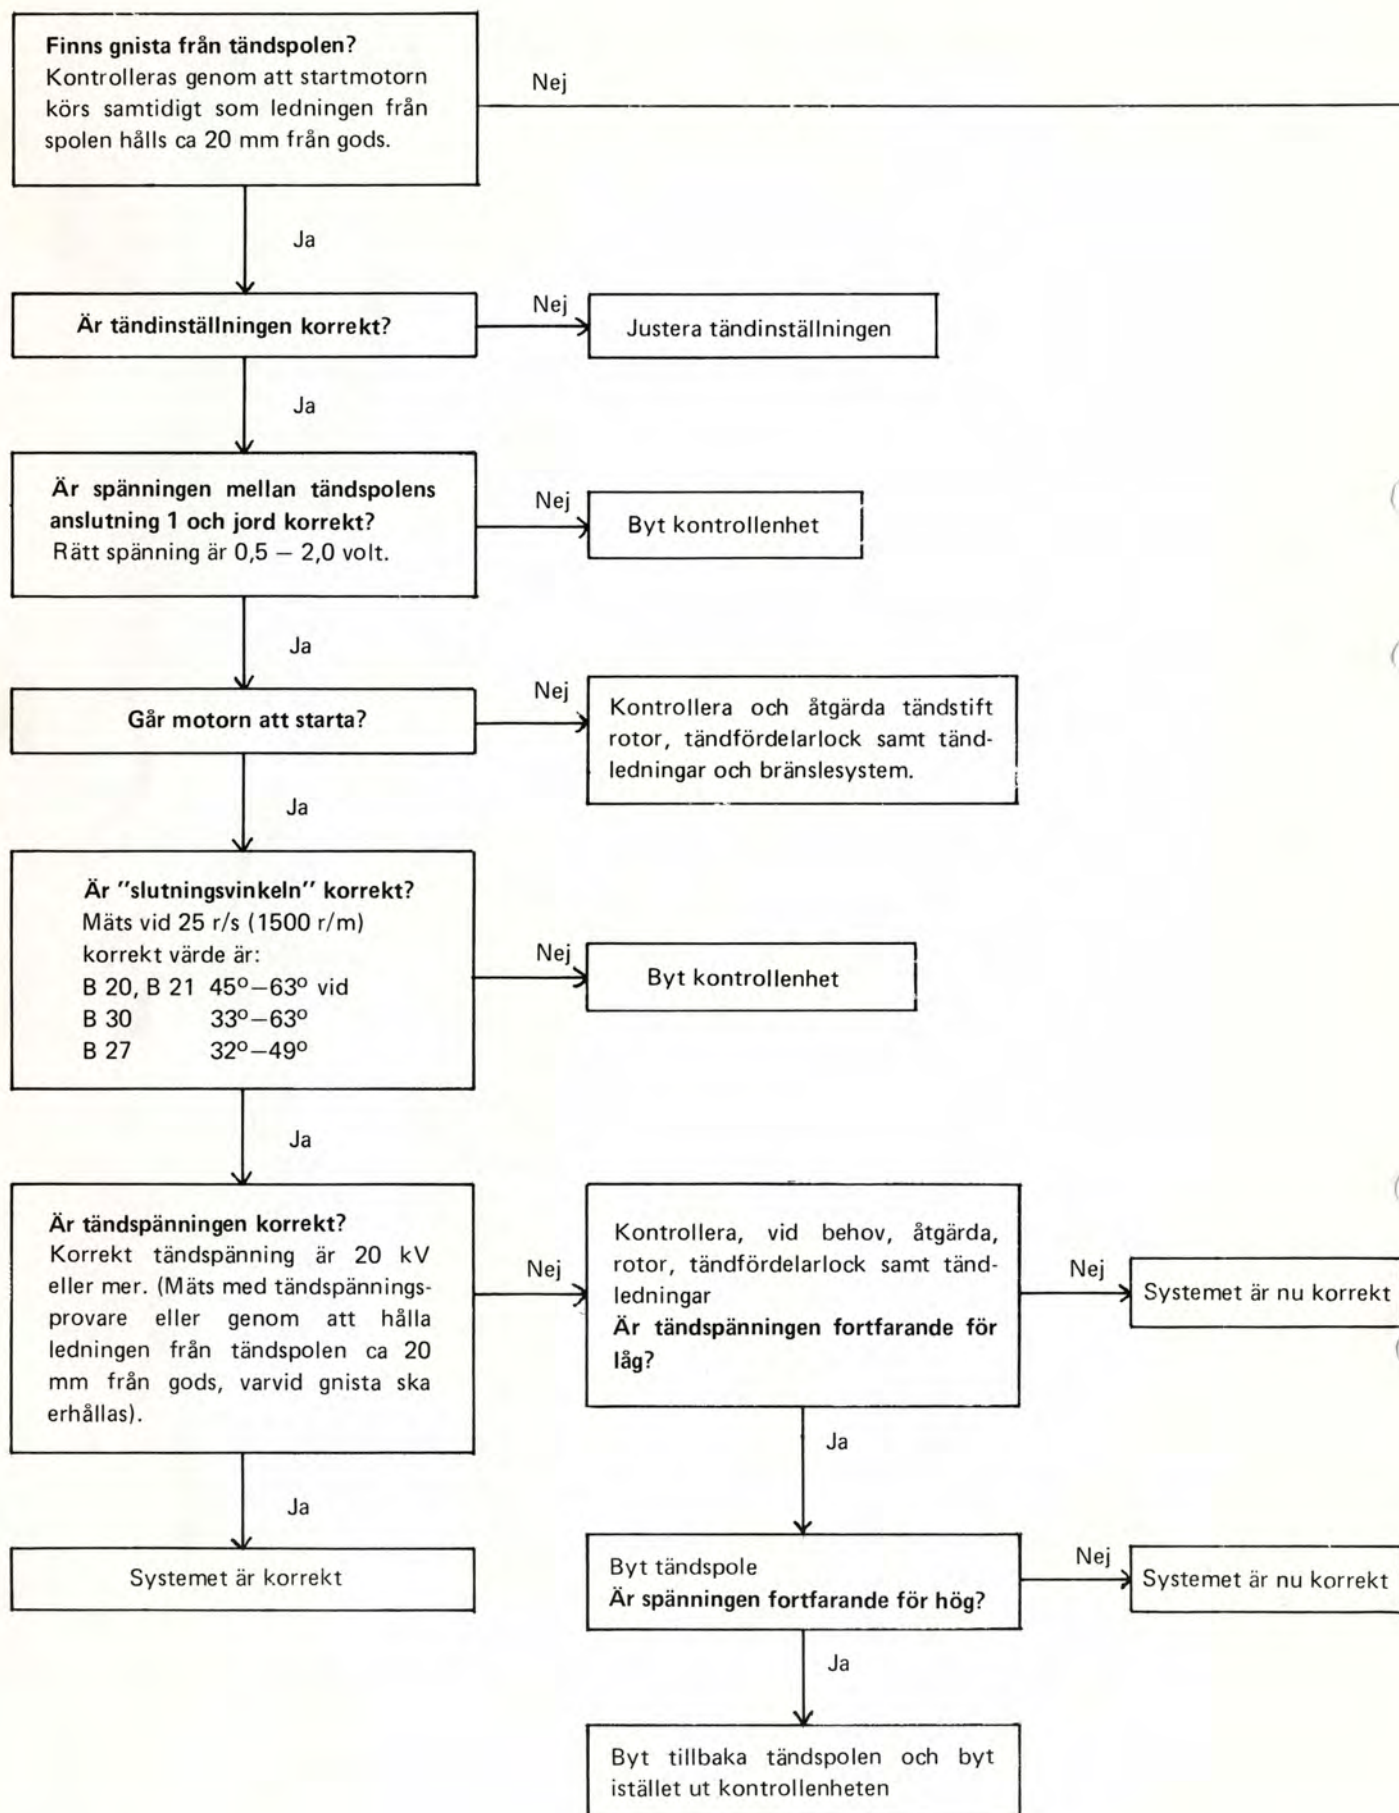 Finns gnista från tändspolen?
Kontrolleras genom att startmotorn
körs samtidigt som ledningen från
spolen hålls ca 20 mm från gods.
Nej
Ja
Är tändinställningen korrekt?
Nej
Justera tändinställningen
Ja
Är spänningen mellan tändspolens
anslutning 1 och jord korrekt?
Rätt spänning är 0,5 – 2,0 volt.
Nej
Byt kontrollenhet
Ja
Går motorn att starta?
Nej
Kontrollera och åtgärda tändstift
rotor, tändfördelarlock samt tänd-
ledningar och bränslesystem.
Ja
Är "slutningsvinkeln" korrekt?
Mäts vid 25 r/s (1500 r/m)
korrekt värde är:
B 20, B 21 45º–63º vid
B 30 33º–63º
B 27 32º–49º
Nej
Byt kontrollenhet
Ja
Är tändspänningen korrekt?
Korrekt tändspänning är 20 kV
eller mer. (Mäts med tändspännings-
provare eller genom att hålla
ledningen från tändspolen ca 20
mm från gods, varvid gnista ska
erhållas).
Nej
Kontrollera, vid behov, åtgärda,
rotor, tändfördelarlock samt tänd-
ledningar
Är tändspänningen fortfarande för
låg?
Nej
Systemet är nu korrekt
Ja
Ja
Systemet är korrekt
Byt tändspole
Är spänningen fortfarande för hög?
Nej
Systemet är nu korrekt
Ja
Byt tillbaka tändspolen och byt
istället ut kontrollenheten